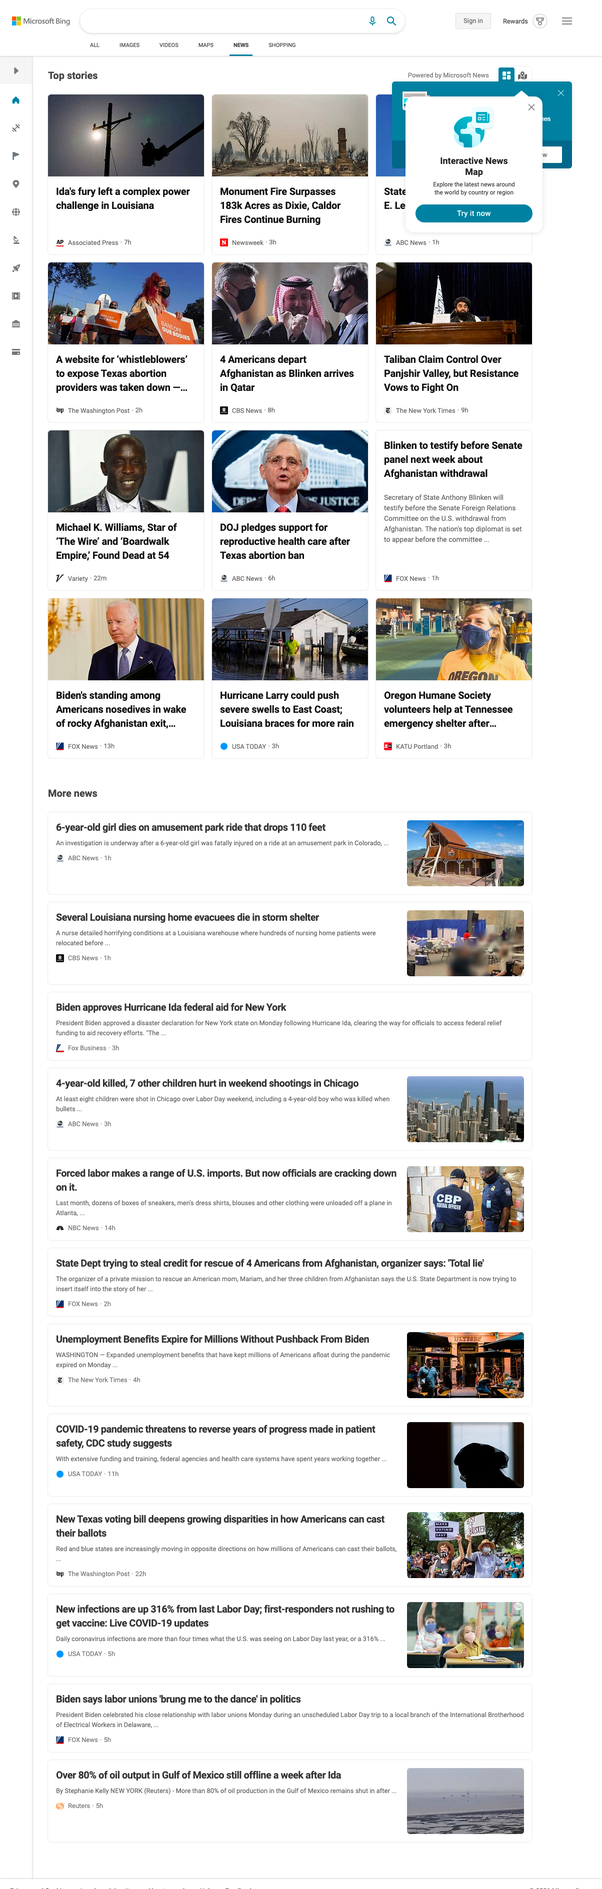 Microsoft Bing
Sign in
Rewards
ALL
IMAGES
VIDEOS
MAPS
NEWS
SHOPPING
Top stories
Powered by Microsoft News
Interactive News
Map
Explore the latest news around
the world by country or region
Try it now
Ida's fury left a complex power
challenge in Louisiana
AP Associated Press · 7h
Monument Fire Surpasses
183k Acres as Dixie, Caldor
Fires Continue Burning
N Newsweek · 3h
State
E. Le
ABC News · 1h
A website for ‘whistleblowers’
to expose Texas abortion
providers was taken down —...
wp The Washington Post · 2h
4 Americans depart
Afghanistan as Blinken arrives
in Qatar
CBS News · 8h
Taliban Claim Control Over
Panjshir Valley, but Resistance
Vows to Fight On
The New York Times · 9h
Michael K. Williams, Star of
‘The Wire’ and ‘Boardwalk
Empire,’ Found Dead at 54
Variety · 22m
DOJ pledges support for
reproductive health care after
Texas abortion ban
ABC News · 6h
Blinken to testify before Senate
panel next week about
Afghanistan withdrawal
Secretary of State Anthony Blinken will
testify before the Senate Foreign Relations
Committee on the U.S. withdrawal from
Afghanistan. The nation's top diplomat is set
to appear before the committee ...
FOX News · 1h
Biden's standing among
Americans nosedives in wake
of rocky Afghanistan exit,...
FOX News · 13h
Hurricane Larry could push
severe swells to East Coast;
Louisiana braces for more rain
USA TODAY · 3h
OREGON
Oregon Humane Society
volunteers help at Tennessee
emergency shelter after...
KATU Portland · 3h
More news
6-year-old girl dies on amusement park ride that drops 110 feet
An investigation is underway after a 6-year-old girl was fatally injured on a ride at an amusement park in Colorado, ...
ABC News · 1h
Several Louisiana nursing home evacuees die in storm shelter
A nurse detailed horrifying conditions at a Louisiana warehouse where hundreds of nursing home patients were
relocated before ...
CBS News · 1h
Biden approves Hurricane Ida federal aid for New York
President Biden approved a disaster declaration for New York state on Monday following Hurricane Ida, clearing the way for officials to access federal relief
funding to aid recovery efforts. "The ...
Fox Business · 3h
4-year-old killed, 7 other children hurt in weekend shootings in Chicago
At least eight children were shot in Chicago over Labor Day weekend, including a 4-year-old boy who was killed when
bullets ...
ABC News · 3h
Forced labor makes a range of U.S. imports. But now officials are cracking down
on it.
Last month, dozens of boxes of sneakers, men's dress shirts, blouses and other clothing were unloaded off a plane in
Atlanta, ...
NBC News · 14h
CBP
State Dept trying to steal credit for rescue of 4 Americans from Afghanistan, organizer says: 'Total lie'
The organizer of a private mission to rescue an American mom, Mariam, and her three children from Afghanistan says the U.S. State Department is now trying to
insert itself into the story of her ...
FOX News · 2h
Unemployment Benefits Expire for Millions Without Pushback From Biden
WASHINGTON — Expanded unemployment benefits that have kept millions of Americans afloat during the pandemic
expired on Monday ...
The New York Times · 4h
COVID-19 pandemic threatens to reverse years of progress made in patient
safety, CDC study suggests
With extensive funding and training, federal agencies and health care systems have spent years working together ...
USA TODAY · 11h
New Texas voting bill deepens growing disparities in how Americans can cast
their ballots
Red and blue states are increasingly moving in opposite directions on how millions of Americans can cast their ballots,
...
wp The Washington Post · 22h
New infections are up 316% from last Labor Day; first-responders not rushing to
get vaccine: Live COVID-19 updates
Daily coronavirus infections are more than four times what the U.S. was seeing on Labor Day last year, or a 316% ...
USA TODAY · 5h
Biden says labor unions 'brung me to the dance' in politics
President Biden celebrated his close relationship with labor unions Monday during an unscheduled Labor Day trip to a local branch of the International Brotherhood
of Electrical Workers in Delaware, ...
FOX News · 5h
Over 80% of oil output in Gulf of Mexico still offline a week after Ida
By Stephanie Kelly NEW YORK (Reuters) - More than 80% of oil production in the Gulf of Mexico remains shut in after ...
Reuters · 5h